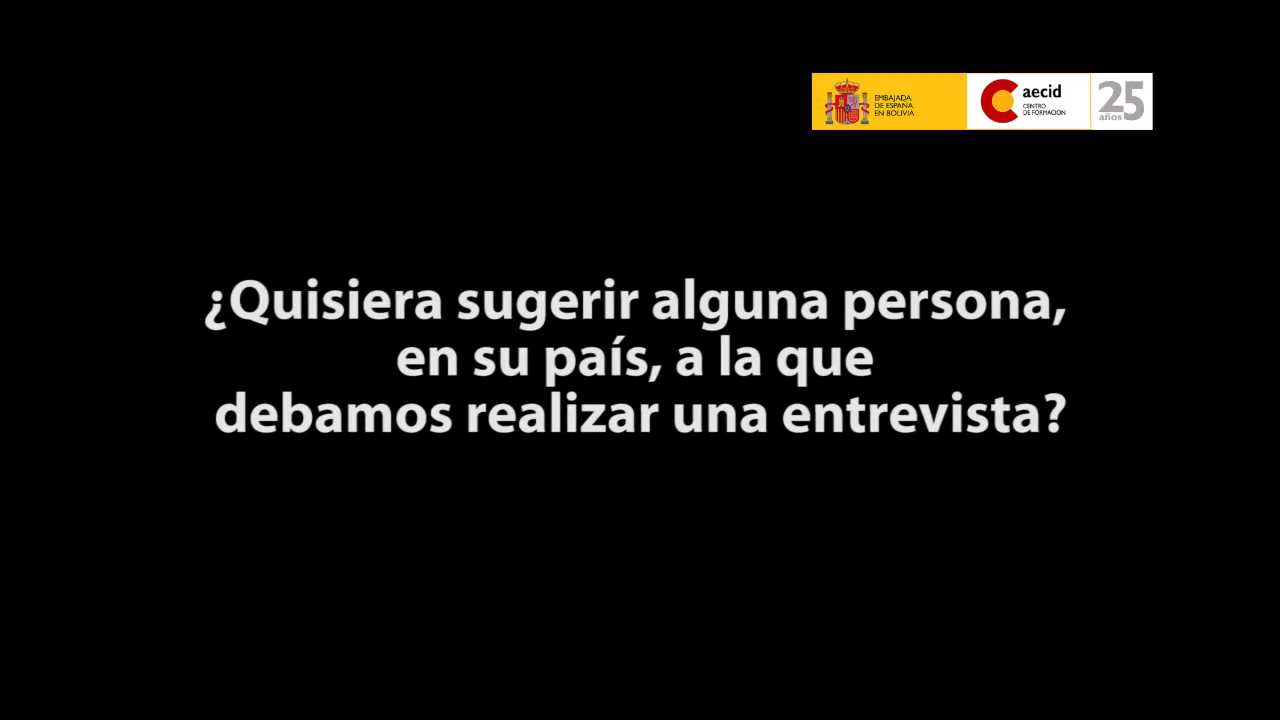 EMBAJADA
DE ESPAÑA
EN BOLIVIA
aecid
CENTRO
DE FORMACIÓN
25
años
¿Quisiera sugerir alguna persona,
en su país, a la que
debamos realizar una entrevista?